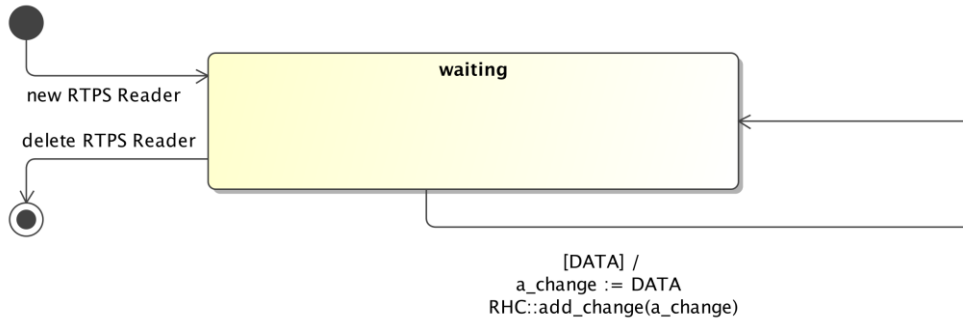 waiting
new RTPS Reader
delete RTPS Reader
[DATA] /
a_change := DATA
RHC::add_change(a_change)